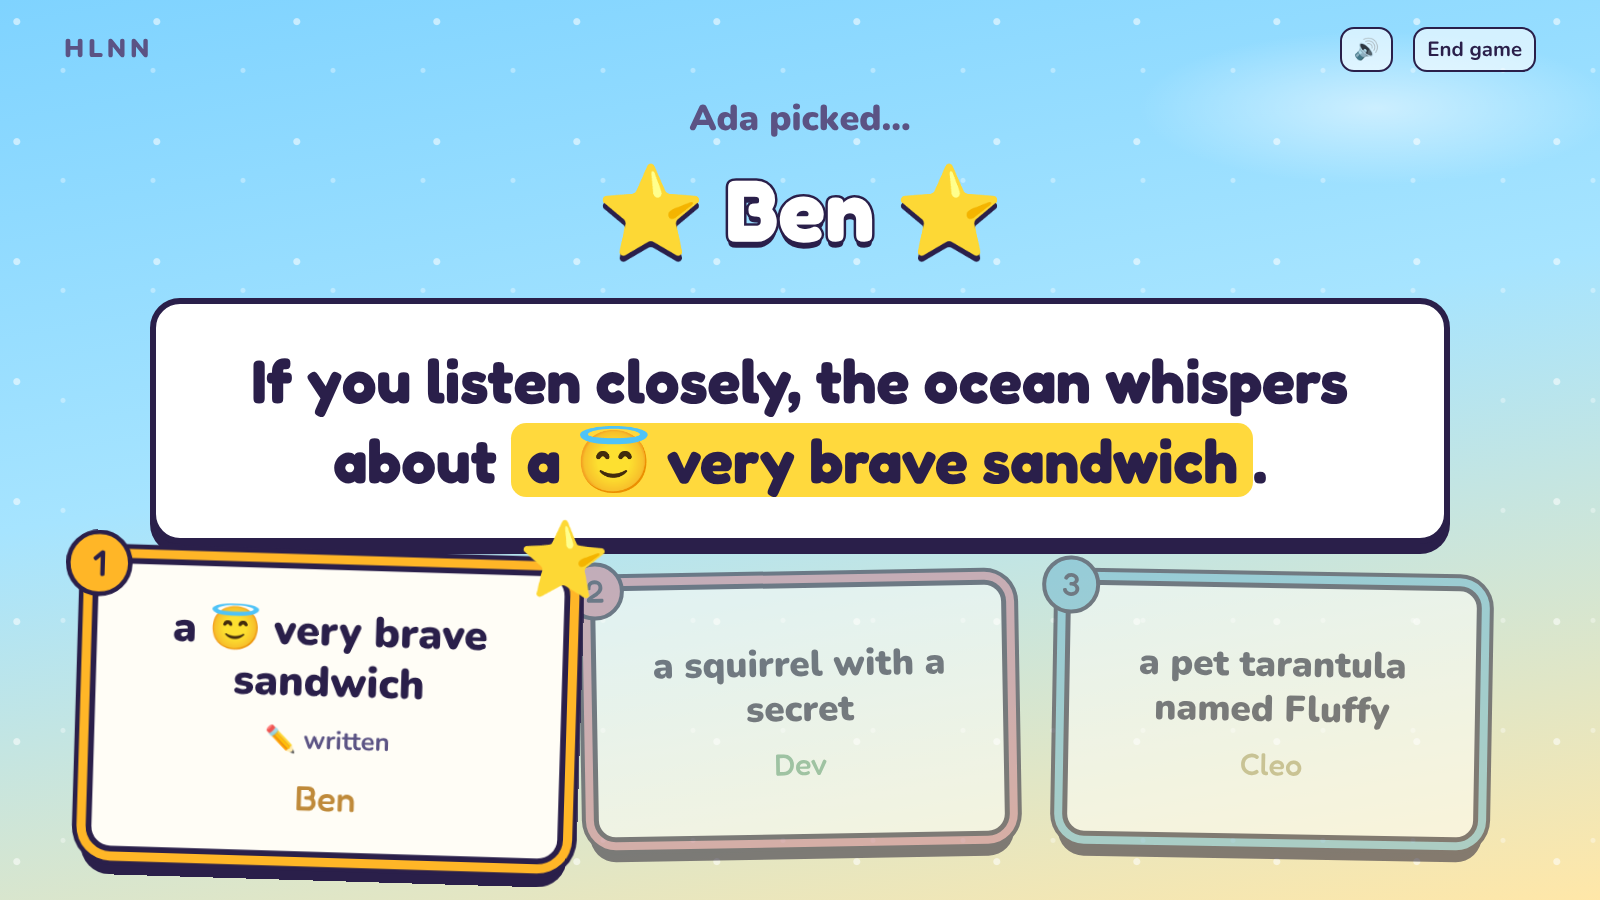 HLNN
🔊 End game
Ada picked...
Ben
If you listen closely, the ocean whispers
about a 😇 very brave sandwich.
1
a 😇 very brave
sandwich
✏️ written
Ben
2
a squirrel with a
secret
Dev
3
a pet tarantula
named Fluffy
Cleo